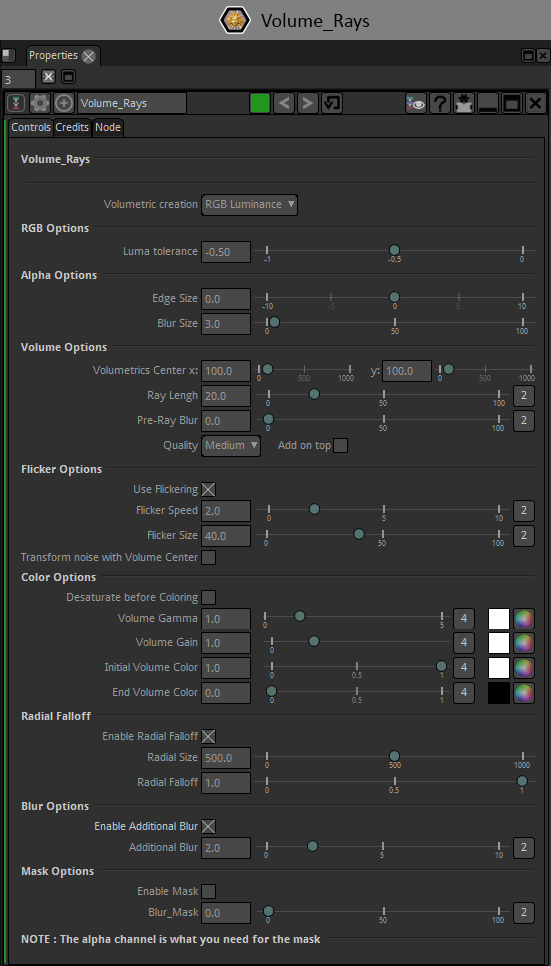 Volume_Rays
Properties
3
Volume_Rays
Controls Credits Node
Volume_Rays
Volumetric creation RGB Luminance
RGB Options
Luma tolerance -0.50 -1 -0.5 0
Alpha Options
Edge Size 0.0 -10 -5 0 5 10
Blur Size 3.0 0 50 100
Volume Options
Volumetrics Center x: 100.0 0 500 1000 y: 100.0 0 500 1000
Ray Lengh 20.0 0 50 100 2
Pre-Ray Blur 0.0 0 50 100 2
Quality Medium Add on top
Flicker Options
Use Flickering
Flicker Speed 2.0 0 5 10 2
Flicker Size 40.0 0 50 100 2
Transform noise with Volume Center
Color Options
Desaturate before Coloring
Volume Gamma 1.0 0 5 4
Volume Gain 1.0 0 4
Initial Volume Color 1.0 0 0.5 1 4
End Volume Color 0.0 0 0.5 1 4
Radial Falloff
Enable Radial Falloff
Radial Size 500.0 0 500 1000
Radial Falloff 1.0 0 0.5 1
Blur Options
Enable Additional Blur
Additional Blur 2.0 0 5 10 2
Mask Options
Enable Mask
Blur_Mask 0.0 0 50 100 2
NOTE : The alpha channel is what you need for the mask